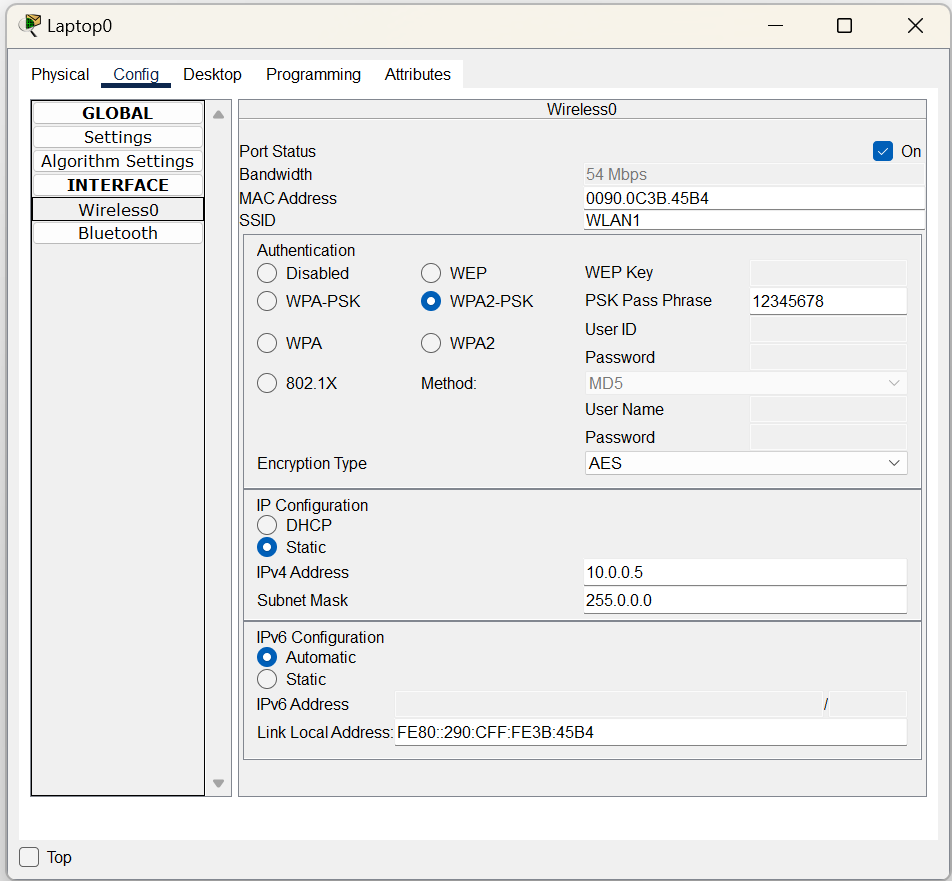 Laptop0
Physical Config Desktop Programming Attributes
GLOBAL
Settings
Algorithm Settings
INTERFACE
Wireless0
Bluetooth
Wireless0
Port Status On
Bandwidth 54 Mbps
MAC Address 0090.0C3B.45B4
SSID WLAN1
Authentication
Disabled WEP WEP Key
WPA-PSK WPA2-PSK PSK Pass Phrase 12345678
User ID
WPA WPA2
Password
802.1X Method: MD5
User Name
Password
Encryption Type AES
IP Configuration
DHCP
Static
IPv4 Address 10.0.0.5
Subnet Mask 255.0.0.0
IPv6 Configuration
Automatic
Static
IPv6 Address /
Link Local Address: FE80::290:CFF:FE3B:45B4
Top